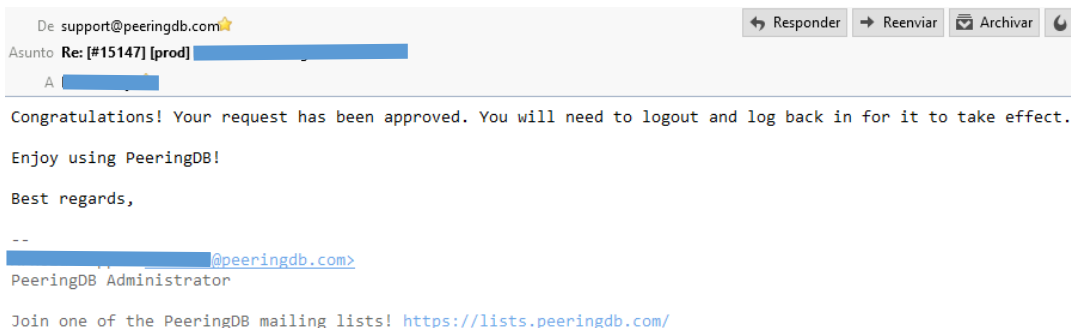 De support@peeringdb.com
Responder Reenviar Archivar
Asunto Re: [#15147] [prod]
A
Congratulations! Your request has been approved. You will need to logout and log back in for it to take effect.
Enjoy using PeeringDB!
Best regards,
--
@peeringdb.com>
PeeringDB Administrator
Join one of the PeeringDB mailing lists! https://lists.peeringdb.com/